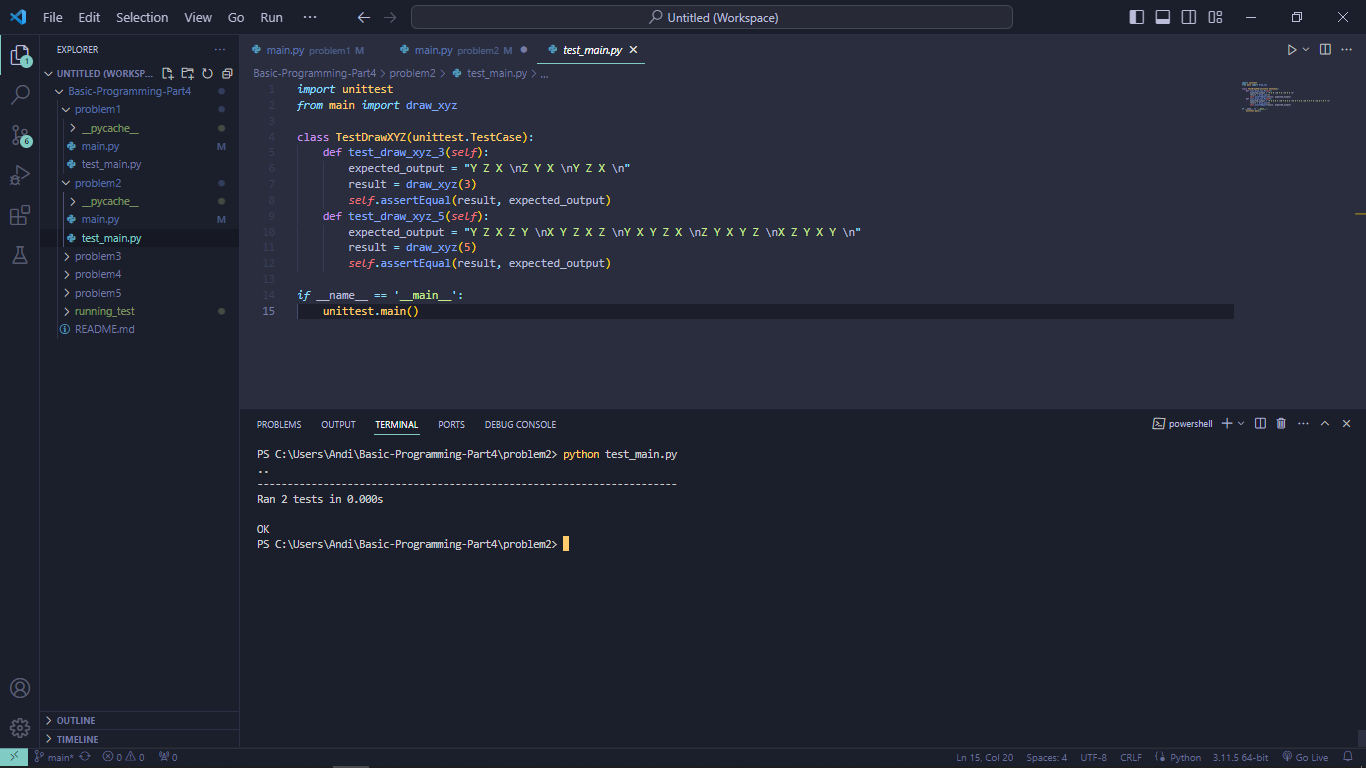 File Edit Selection View Go Run ··· Untitled (Workspace)
EXPLORER ···
main.py problem1 M main.py problem2 M test_main.py
UNTITLED (WORKSP...
Basic-Programming-Part4 > problem2 > test_main.py > ...
Basic-Programming-Part4
problem1
__pycache__
main.py M
test_main.py
problem2
__pycache__
main.py M
test_main.py
problem3
problem4
problem5
running_test
README.md
1 import unittest
2 from main import draw_xyz
3
4 class TestDrawXYZ(unittest.TestCase):
5 def test_draw_xyz_3(self):
6 expected_output = "Y Z X \nZ Y X \nY Z X \n"
7 result = draw_xyz(3)
8 self.assertEqual(result, expected_output)
9 def test_draw_xyz_5(self):
10 expected_output = "Y Z X Z Y \nX Y Z X Z \nY X Y Z X \nZ Y X Y Z \nX Z Y X Y \n"
11 result = draw_xyz(5)
12 self.assertEqual(result, expected_output)
13
14 if __name__ == '__main__':
15 unittest.main()
PROBLEMS OUTPUT TERMINAL PORTS DEBUG CONSOLE powershell
PS C:\Users\Andi\Basic-Programming-Part4\problem2> python test_main.py
..
----------------------------------------------------------------------
Ran 2 tests in 0.000s
OK
PS C:\Users\Andi\Basic-Programming-Part4\problem2>
1
6
OUTLINE
TIMELINE
main* 0 0 0 Ln 15, Col 20 Spaces: 4 UTF-8 CRLF Python 3.11.5 64-bit Go Live